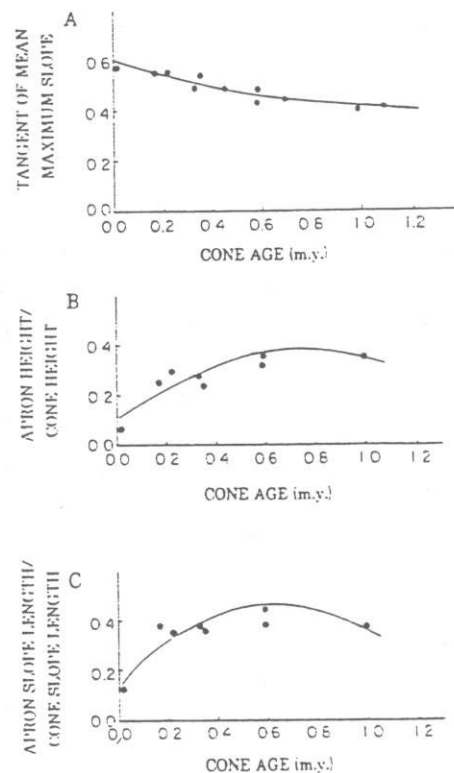 A
TANGENT OF MEAN
MAXIMUM SLOPE
0.6
0.4
0.2
0.0
0.0 0.2 0.4 0.6 0.8 1.0 1.2
CONE AGE (m.y.)
B
APRON HEIGHT/
CONE HEIGHT
0.4
0.2
0.0
0.0 0.2 0.4 0.6 0.8 1.0 1.2
CONE AGE (m.y.)
C
APRON SLOPE LENGTH/
CONE SLOPE LENGTH
0.4
0.2
0.0
0.0 0.2 0.4 0.6 0.8 1.0 1.2
CONE AGE (m.y.)